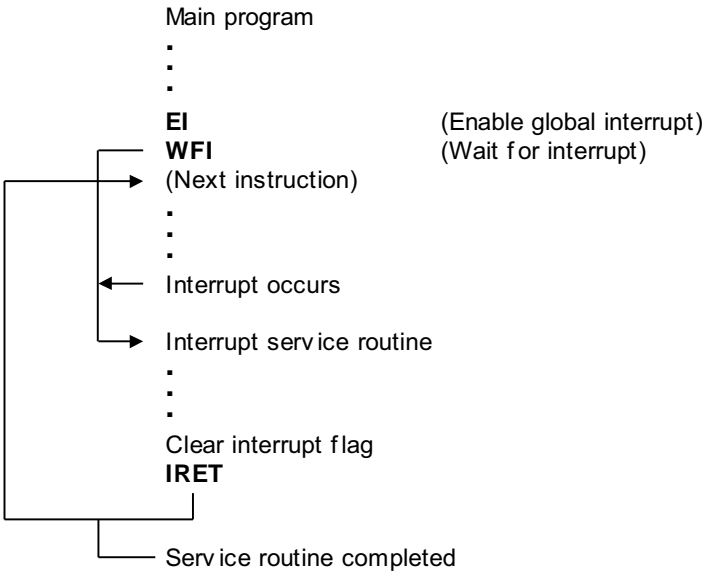 Main program
EI (Enable global interrupt)
WFI (Wait for interrupt)
(Next instruction)
Interrupt occurs
Interrupt service routine
Clear interrupt flag
IRET
Service routine completed